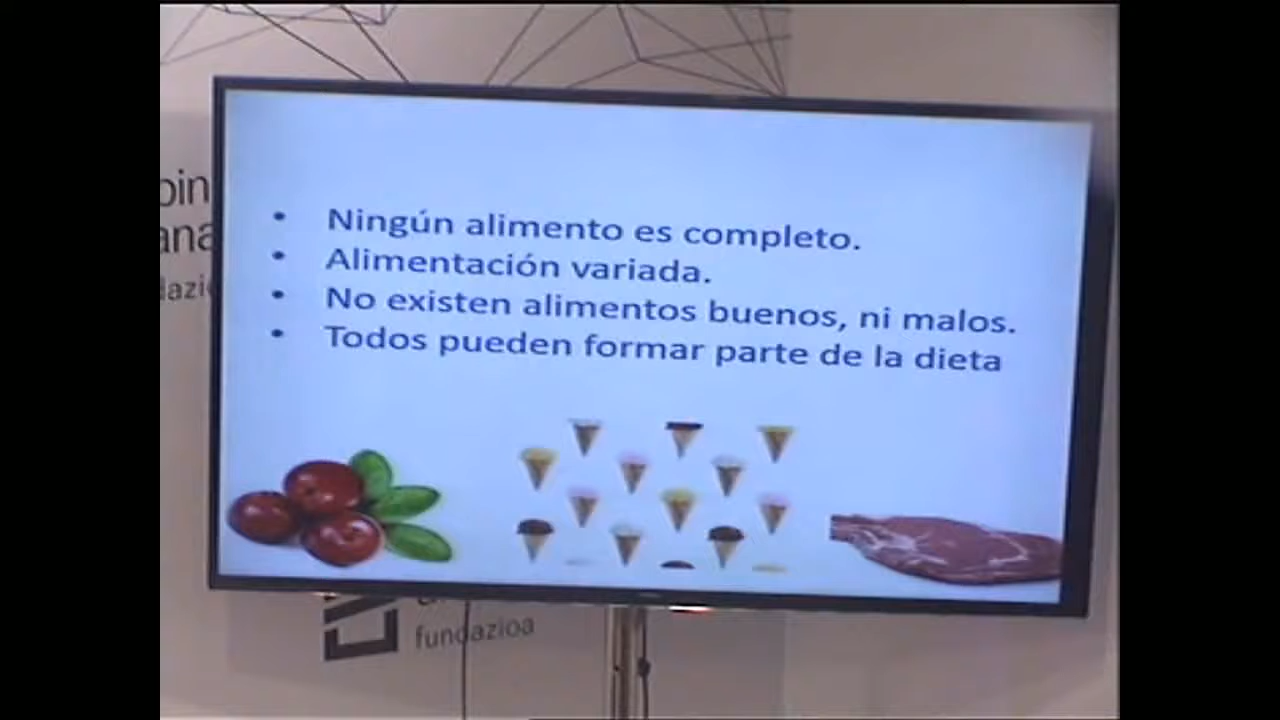 Ningún alimento es completo.
Alimentación variada.
No existen alimentos buenos, ni malos.
Todos pueden formar parte de la dieta
fundazioa